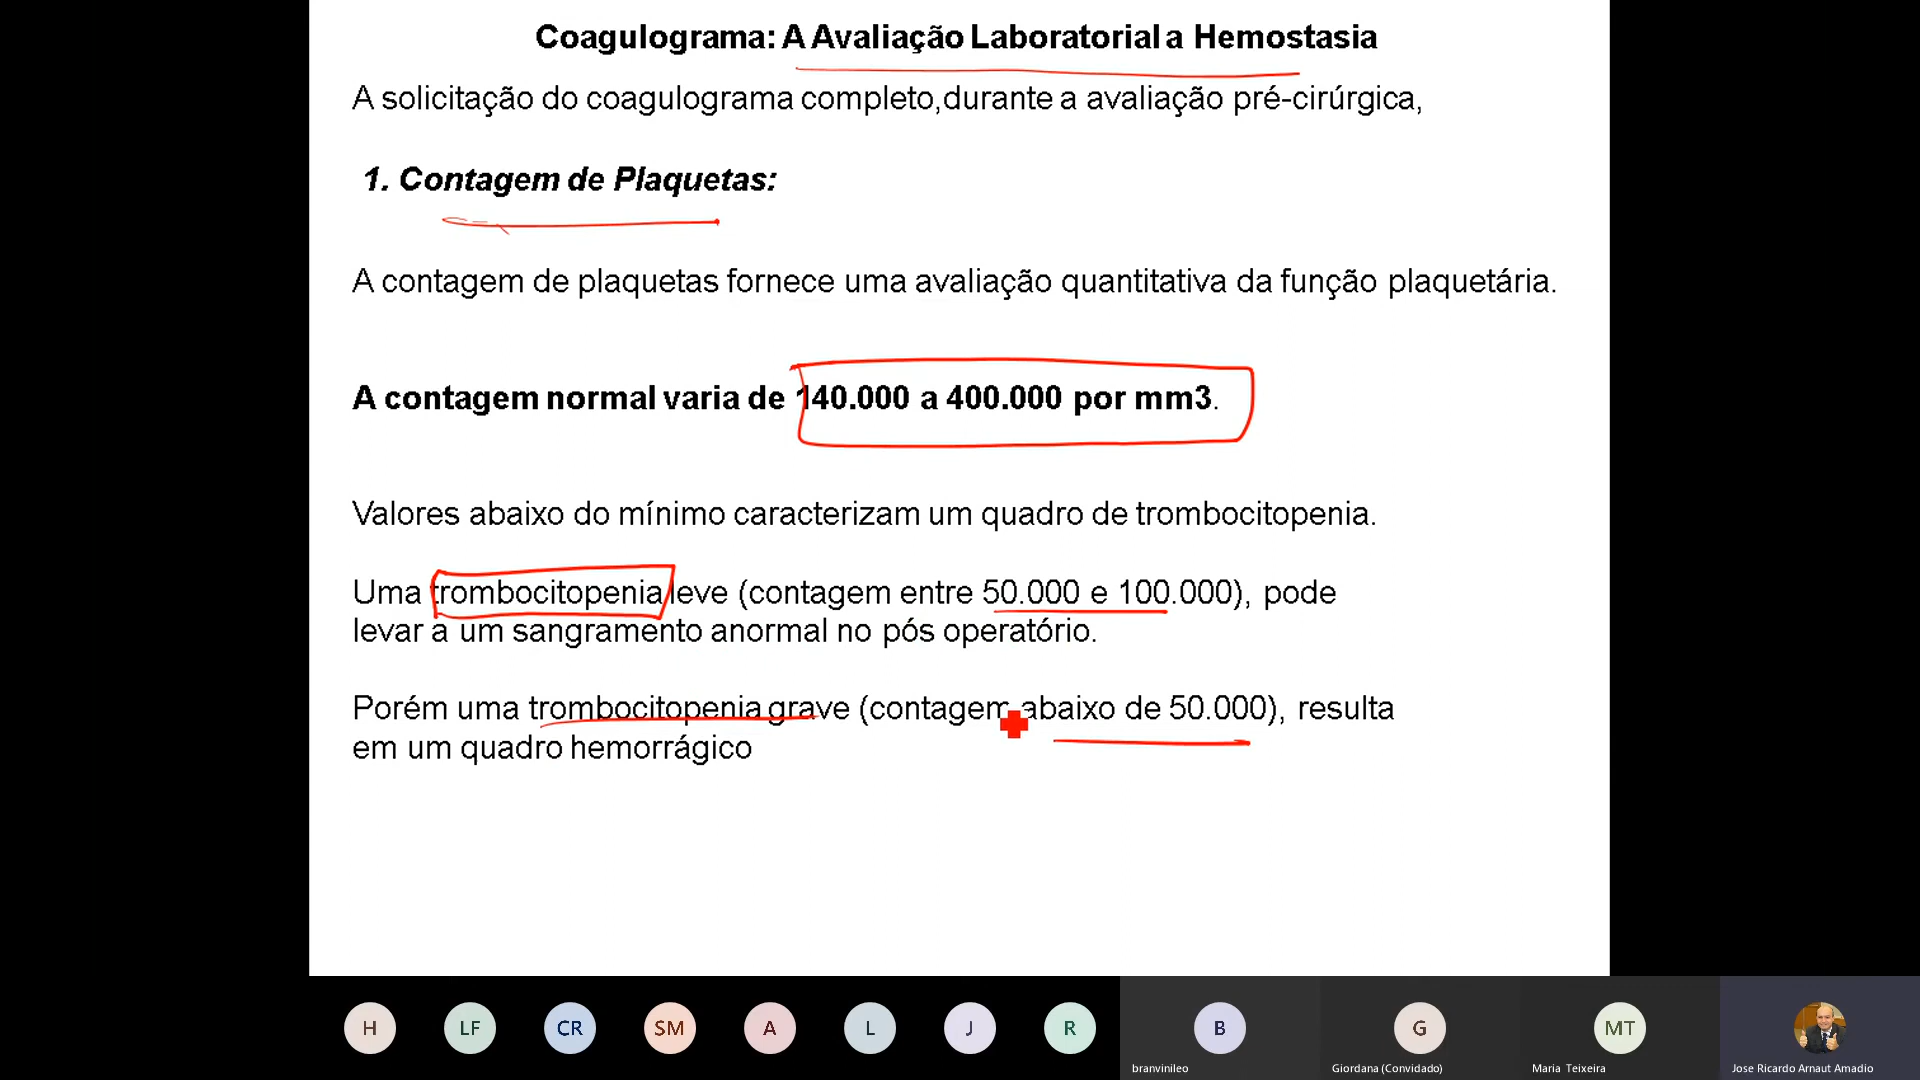 Coagulograma: A Avaliação Laboratorial a Hemostasia
A solicitação do coagulograma completo,durante a avaliação pré-cirúrgica,
1. Contagem de Plaquetas:
A contagem de plaquetas fornece uma avaliação quantitativa da função plaquetária.
A contagem normal varia de 140.000 a 400.000 por mm3.
Valores abaixo do mínimo caracterizam um quadro de trombocitopenia.
Uma trombocitopenia leve (contagem entre 50.000 e 100.000), pode
levar a um sangramento anormal no pós operatório.
Porém uma trombocitopenia grave (contagem abaixo de 50.000), resulta
em um quadro hemorrágico
H LF CR SM A L J R B G MT
branvinileo Giordana (Convidado) Maria Teixeira Jose Ricardo Arnaut Amadio